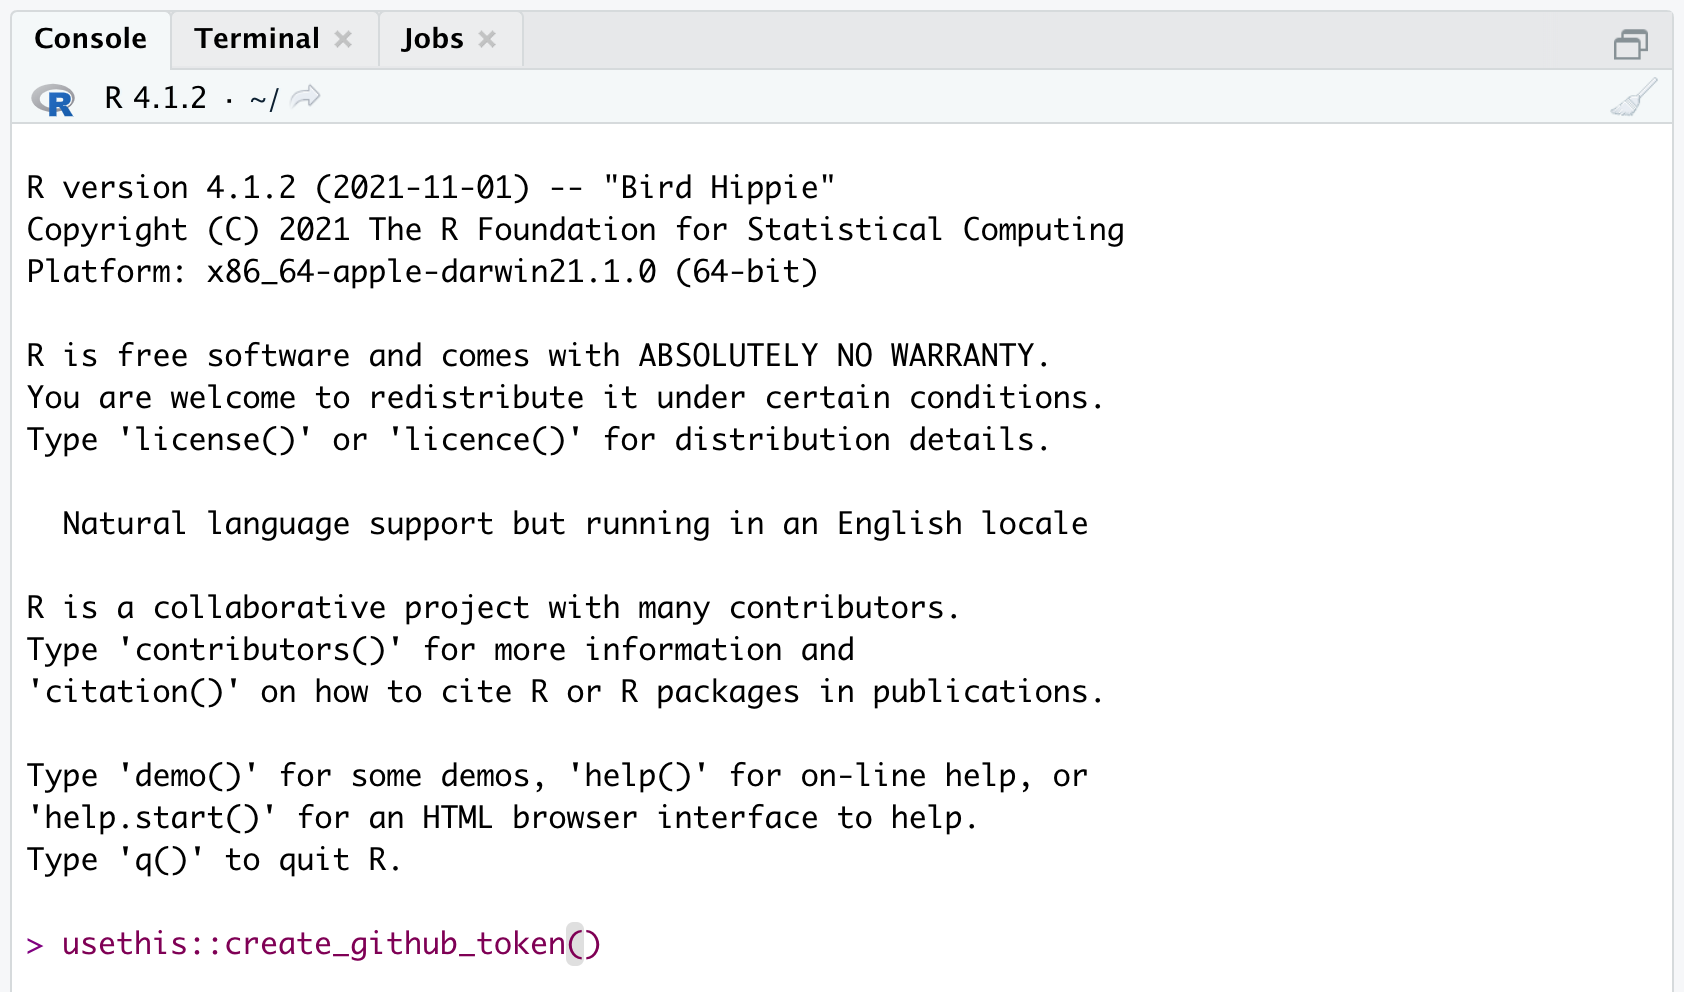 Console Terminal × Jobs ×
R R 4.1.2 · ~/
R version 4.1.2 (2021-11-01) -- "Bird Hippie"
Copyright (C) 2021 The R Foundation for Statistical Computing
Platform: x86_64-apple-darwin21.1.0 (64-bit)
R is free software and comes with ABSOLUTELY NO WARRANTY.
You are welcome to redistribute it under certain conditions.
Type 'license()' or 'licence()' for distribution details.
Natural language support but running in an English locale
R is a collaborative project with many contributors.
Type 'contributors()' for more information and
'citation()' on how to cite R or R packages in publications.
Type 'demo()' for some demos, 'help()' for on-line help, or
'help.start()' for an HTML browser interface to help.
Type 'q()' to quit R.
> usethis::create_github_token()